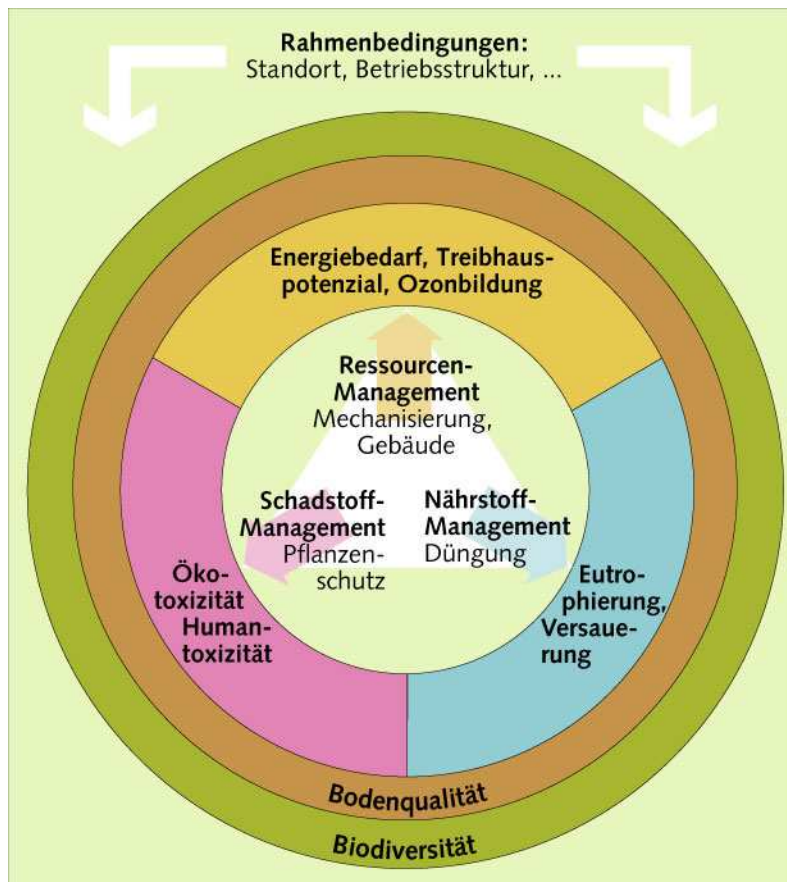 Rahmenbedingungen:
Standort, Betriebsstruktur, ...
Energiebedarf, Treibhaus-
potenzial, Ozonbildung
Ressourcen-
Management
Mechanisierung,
Gebäude
Schadstoff-
Management
Pflanzen-
schutz
Nährstoff-
Management
Düngung
Öko-
toxizität
Human-
toxizität
Eutro-
phierung,
Versaue-
rung
Bodenqualität
Biodiversität